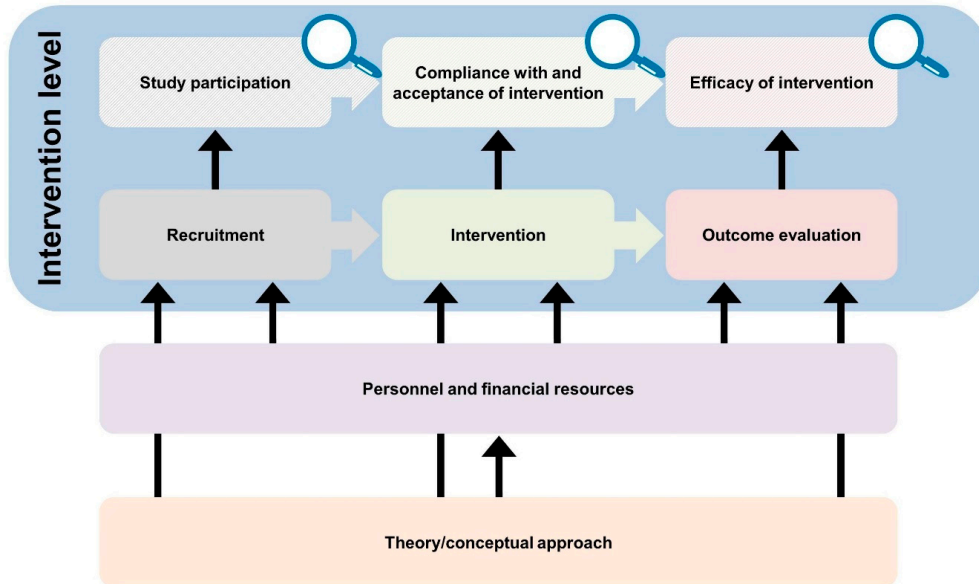 Intervention level
Study participation
Compliance with and
acceptance of intervention
Efficacy of intervention
Recruitment
Intervention
Outcome evaluation
Personnel and financial resources
Theory/conceptual approach